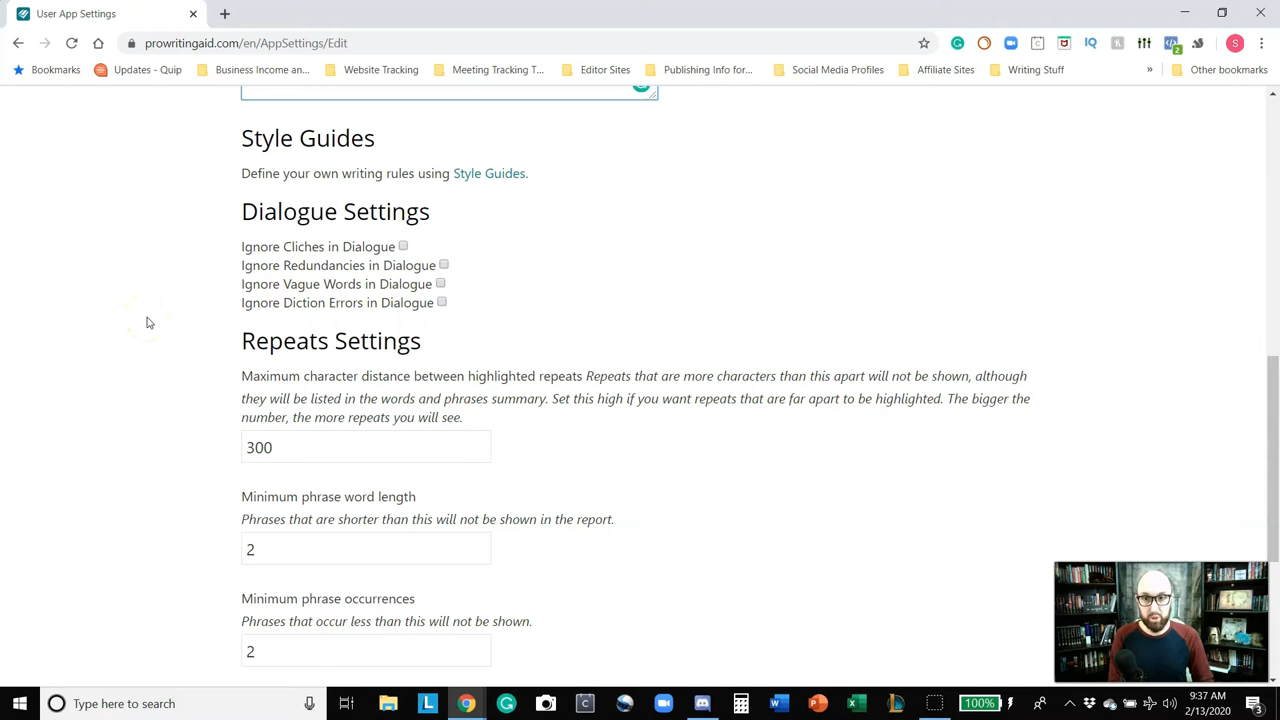 User App Settings
prowritingaid.com/en/AppSettings/Edit
Bookmarks
Updates - Quip
Business Income an...
Website Tracking
Meeting Tracking T...
Editor Sites
Publishing Info for...
Social Media Profiles
Affiliate Sites
Writing Stuff
»
Other bookmarks
Style Guides
Define your own writing rules using Style Guides.
Dialogue Settings
Ignore Cliches in Dialogue
Ignore Redundancies in Dialogue
Ignore Vague Words in Dialogue
Ignore Diction Errors in Dialogue
Repeats Settings
Maximum character distance between highlighted repeats Repeats that are more characters than this apart will not be shown, although
they will be listed in the words and phrases summary. Set this high if you want repeats that are far apart to be highlighted. The bigger the
number, the more repeats you will see.
300
Minimum phrase word length
Phrases that are shorter than this will not be shown in the report.
2
Minimum phrase occurrences
Phrases that occur less than this will not be shown.
2
Type here to search
100%
9:37 AM
2/13/2020
3